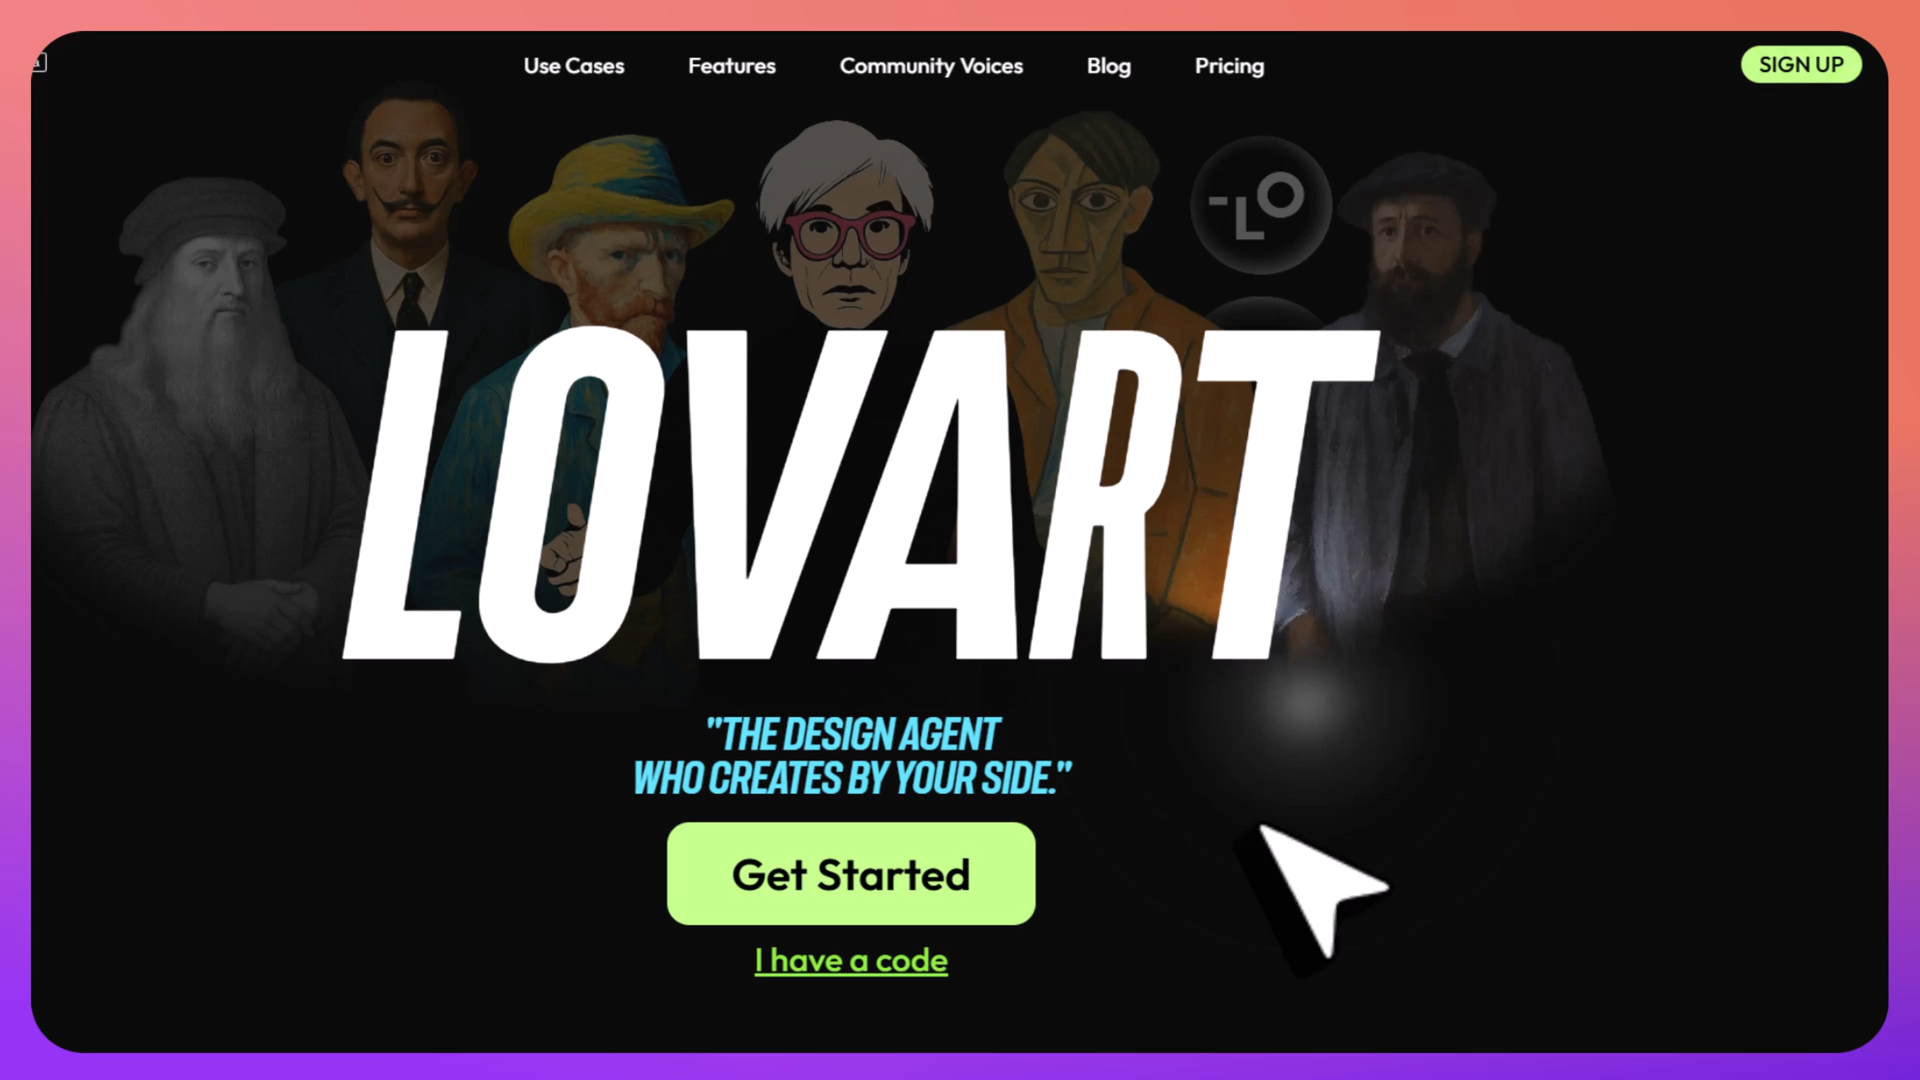 a
Use Cases
Features
Community Voices
Blog
Pricing
SIGN UP
-LO
LOVART
"THE DESIGN AGENT
WHO CREATES BY YOUR SIDE."
Get Started
I have a code